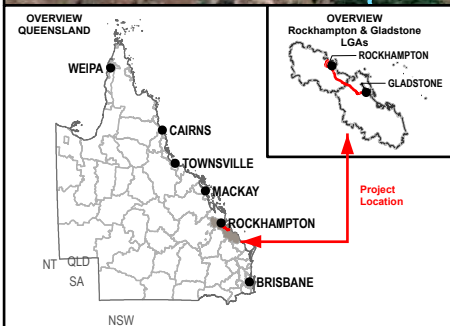 OVERVIEW
QUEENSLAND
WEIPA
CAIRNS
TOWNSVILLE
MACKAY
ROCKHAMPTON
BRISBANE
NT
QLD
SA
NSW
OVERVIEW
Rockhampton & Gladstone
LGAs
ROCKHAMPTON
GLADSTONE
Project
Location